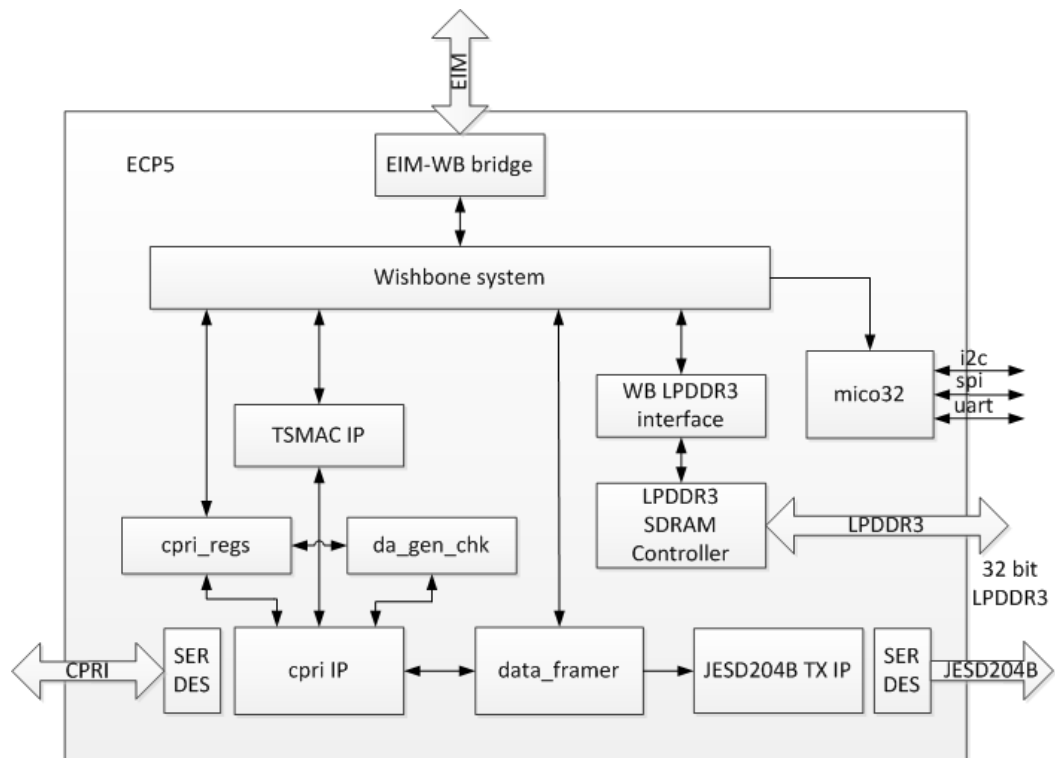 EIM
ECP5
EIM-WB bridge
Wishbone system
mico32
i2c
spi
uart
WB LPDDR3
interface
TSMAC IP
LPDDR3
SDRAM
Controller
LPDDR3
32 bit
LPDDR3
cpri_regs
da_gen_chk
CPRI
SER
DES
cpri IP
data_framer
JESD204B TX IP
SER
DES
JESD204B